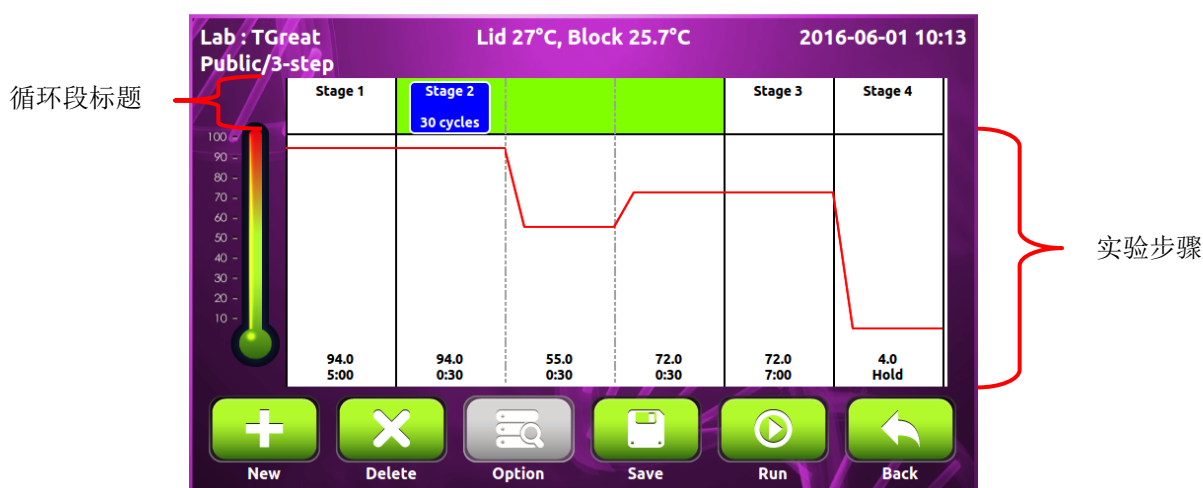 Lab : TGreat
Lid 27°C, Block 25.7°C
2016-06-01 10:13
Public/3-step
循环段标题
Stage 1
Stage 2
30 cycles
Stage 3
Stage 4
100
90
80
70
60
50
40
30
20
10
实验步骤
94.0 94.0 55.0 72.0 72.0 4.0
5:00 0:30 0:30 0:30 7:00 Hold
New
Delete
Option
Save
Run
Back